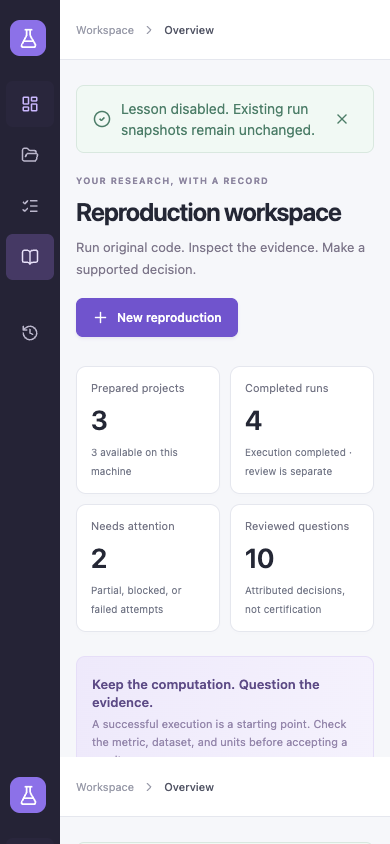 Workspace > Overview
Lesson disabled. Existing run
snapshots remain unchanged.
YOUR RESEARCH, WITH A RECORD
Reproduction workspace
Run original code. Inspect the evidence. Make a
supported decision.
New reproduction
Prepared projects
3
3 available on this
machine
Completed runs
4
Execution completed ·
review is separate
Needs attention
2
Partial, blocked, or
failed attempts
Reviewed questions
10
Attributed decisions,
not certification
Keep the computation. Question the
evidence.
A successful execution is a starting point. Check
the metric, dataset, and units before accepting a
Workspace > Overview